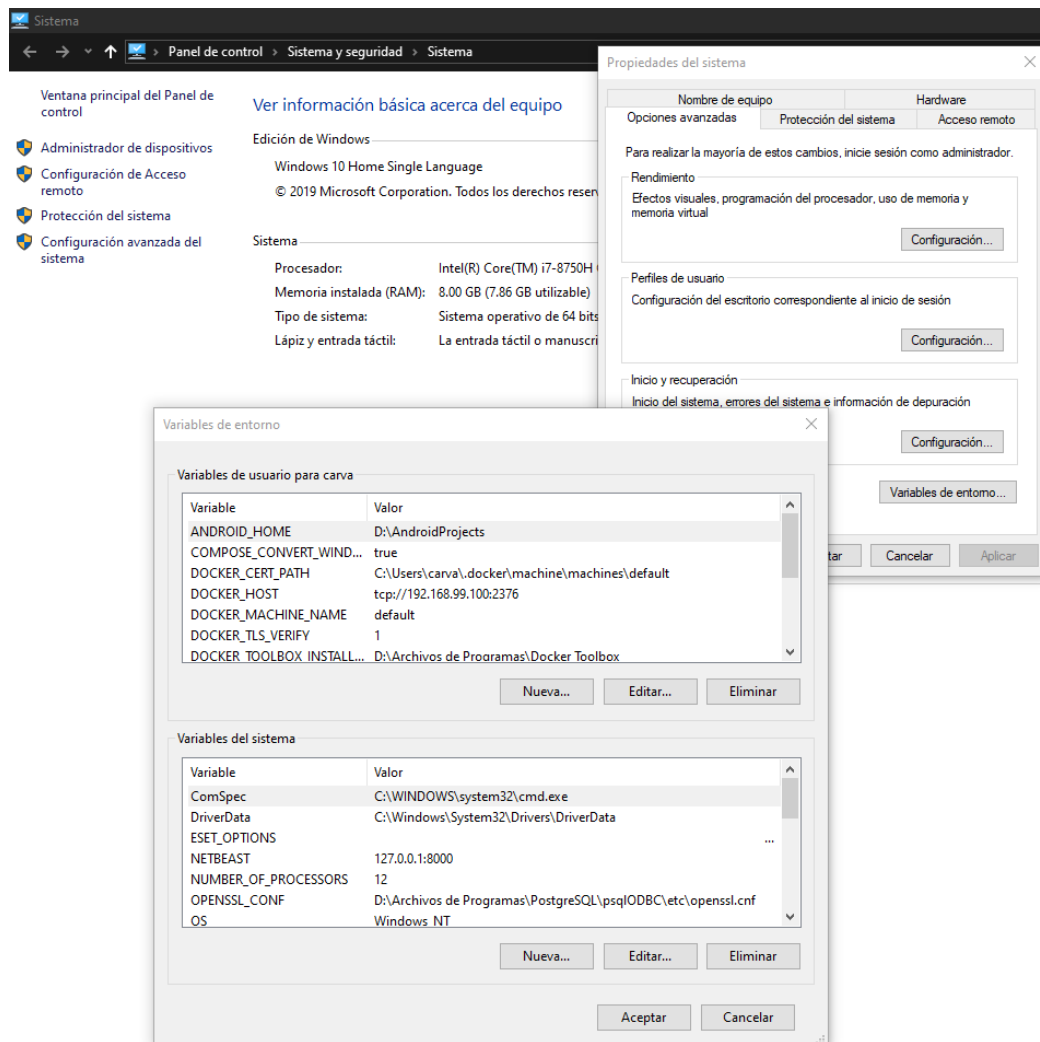 Sistema
Panel de control > Sistema y seguridad > Sistema
Ventana principal del Panel de
control
Administrador de dispositivos
Configuración de Acceso
remoto
Protección del sistema
Configuración avanzada del
sistema
Ver información básica acerca del equipo
Edición de Windows
Windows 10 Home Single Language
© 2019 Microsoft Corporation. Todos los derechos reser
Sistema
Procesador: Intel(R) Core(TM) i7-8750H
Memoria instalada (RAM): 8.00 GB (7.86 GB utilizable)
Tipo de sistema: Sistema operativo de 64 bits
Lápiz y entrada táctil: La entrada táctil o manuscri
Propiedades del sistema
Nombre de equipo Hardware
Opciones avanzadas Protección del sistema Acceso remoto
Para realizar la mayoría de estos cambios, inicie sesión como administrador.
Rendimiento
Efectos visuales, programación del procesador, uso de memoria y
memoria virtual
Configuración...
Perfiles de usuario
Configuración del escritorio correspondiente al inicio de sesión
Configuración...
Inicio y recuperación
Inicio del sistema, errores del sistema e información de depuración
Configuración...
Variables de entorno...
tar Cancelar Aplicar
Variables de entorno
Variables de usuario para carva
Variable Valor
ANDROID_HOME D:\AndroidProjects
COMPOSE_CONVERT_WIND... true
DOCKER_CERT_PATH C:\Users\carva\.docker\machine\machines\default
DOCKER_HOST tcp://192.168.99.100:2376
DOCKER_MACHINE_NAME default
DOCKER_TLS_VERIFY 1
DOCKER_TOOLBOX_INSTALL... D:\Archivos de Programas\Docker Toolbox
Nueva... Editar... Eliminar
Variables del sistema
Variable Valor
ComSpec C:\WINDOWS\system32\cmd.exe
DriverData C:\Windows\System32\Drivers\DriverData
ESET_OPTIONS ...
NETBEAST 127.0.0.1:8000
NUMBER_OF_PROCESSORS 12
OPENSSL_CONF D:\Archivos de Programas\PostgreSQL\psqlODBC\etc\openssl.cnf
OS Windows_NT
Nueva... Editar... Eliminar
Aceptar Cancelar